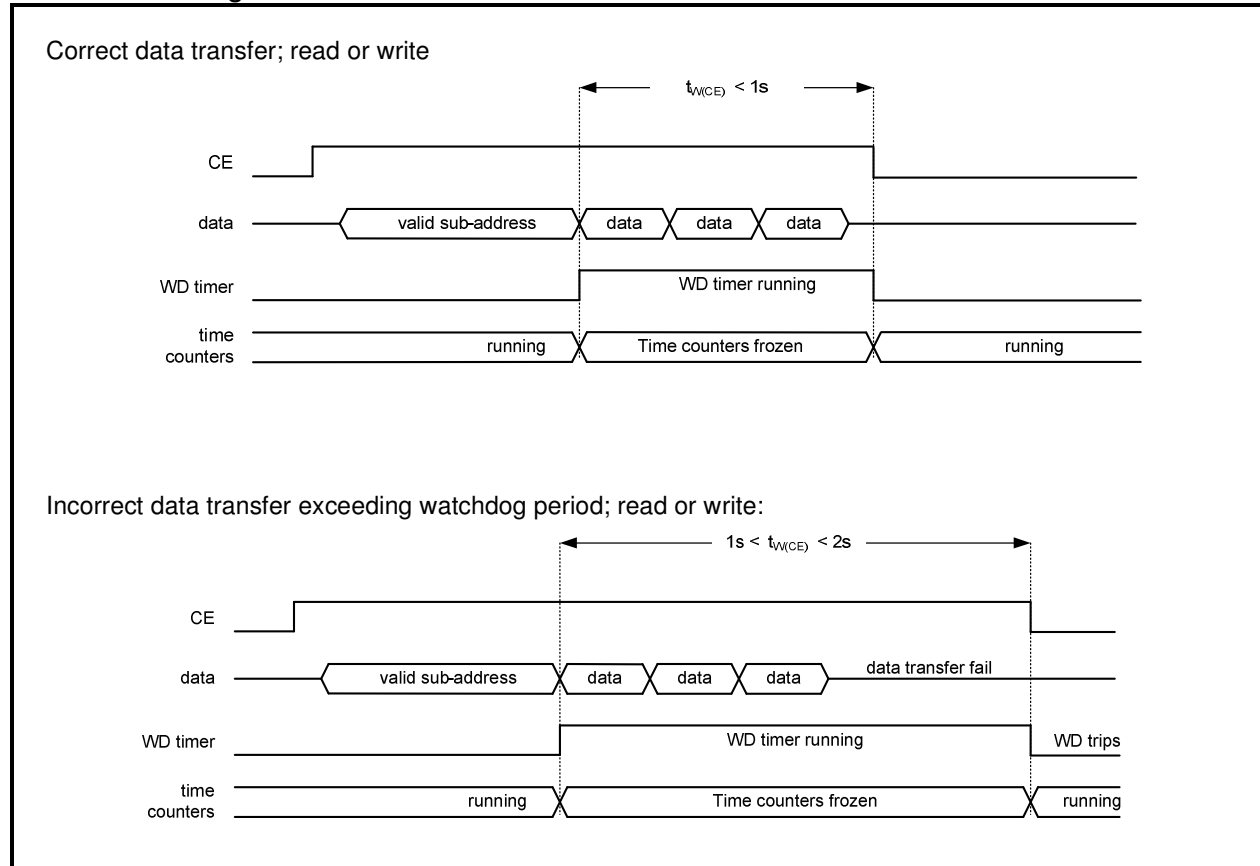 Correct data transfer; read or write
tW(CE) < 1s
CE
data
valid sub-address
data
data
data
WD timer
WD timer running
time
counters
running
Time counters frozen
running
Incorrect data transfer exceeding watchdog period; read or write:
1s < tW(CE) < 2s
CE
data
valid sub-address
data
data
data
data transfer fail
WD timer
WD timer running
WD trips
time
counters
running
Time counters frozen
running